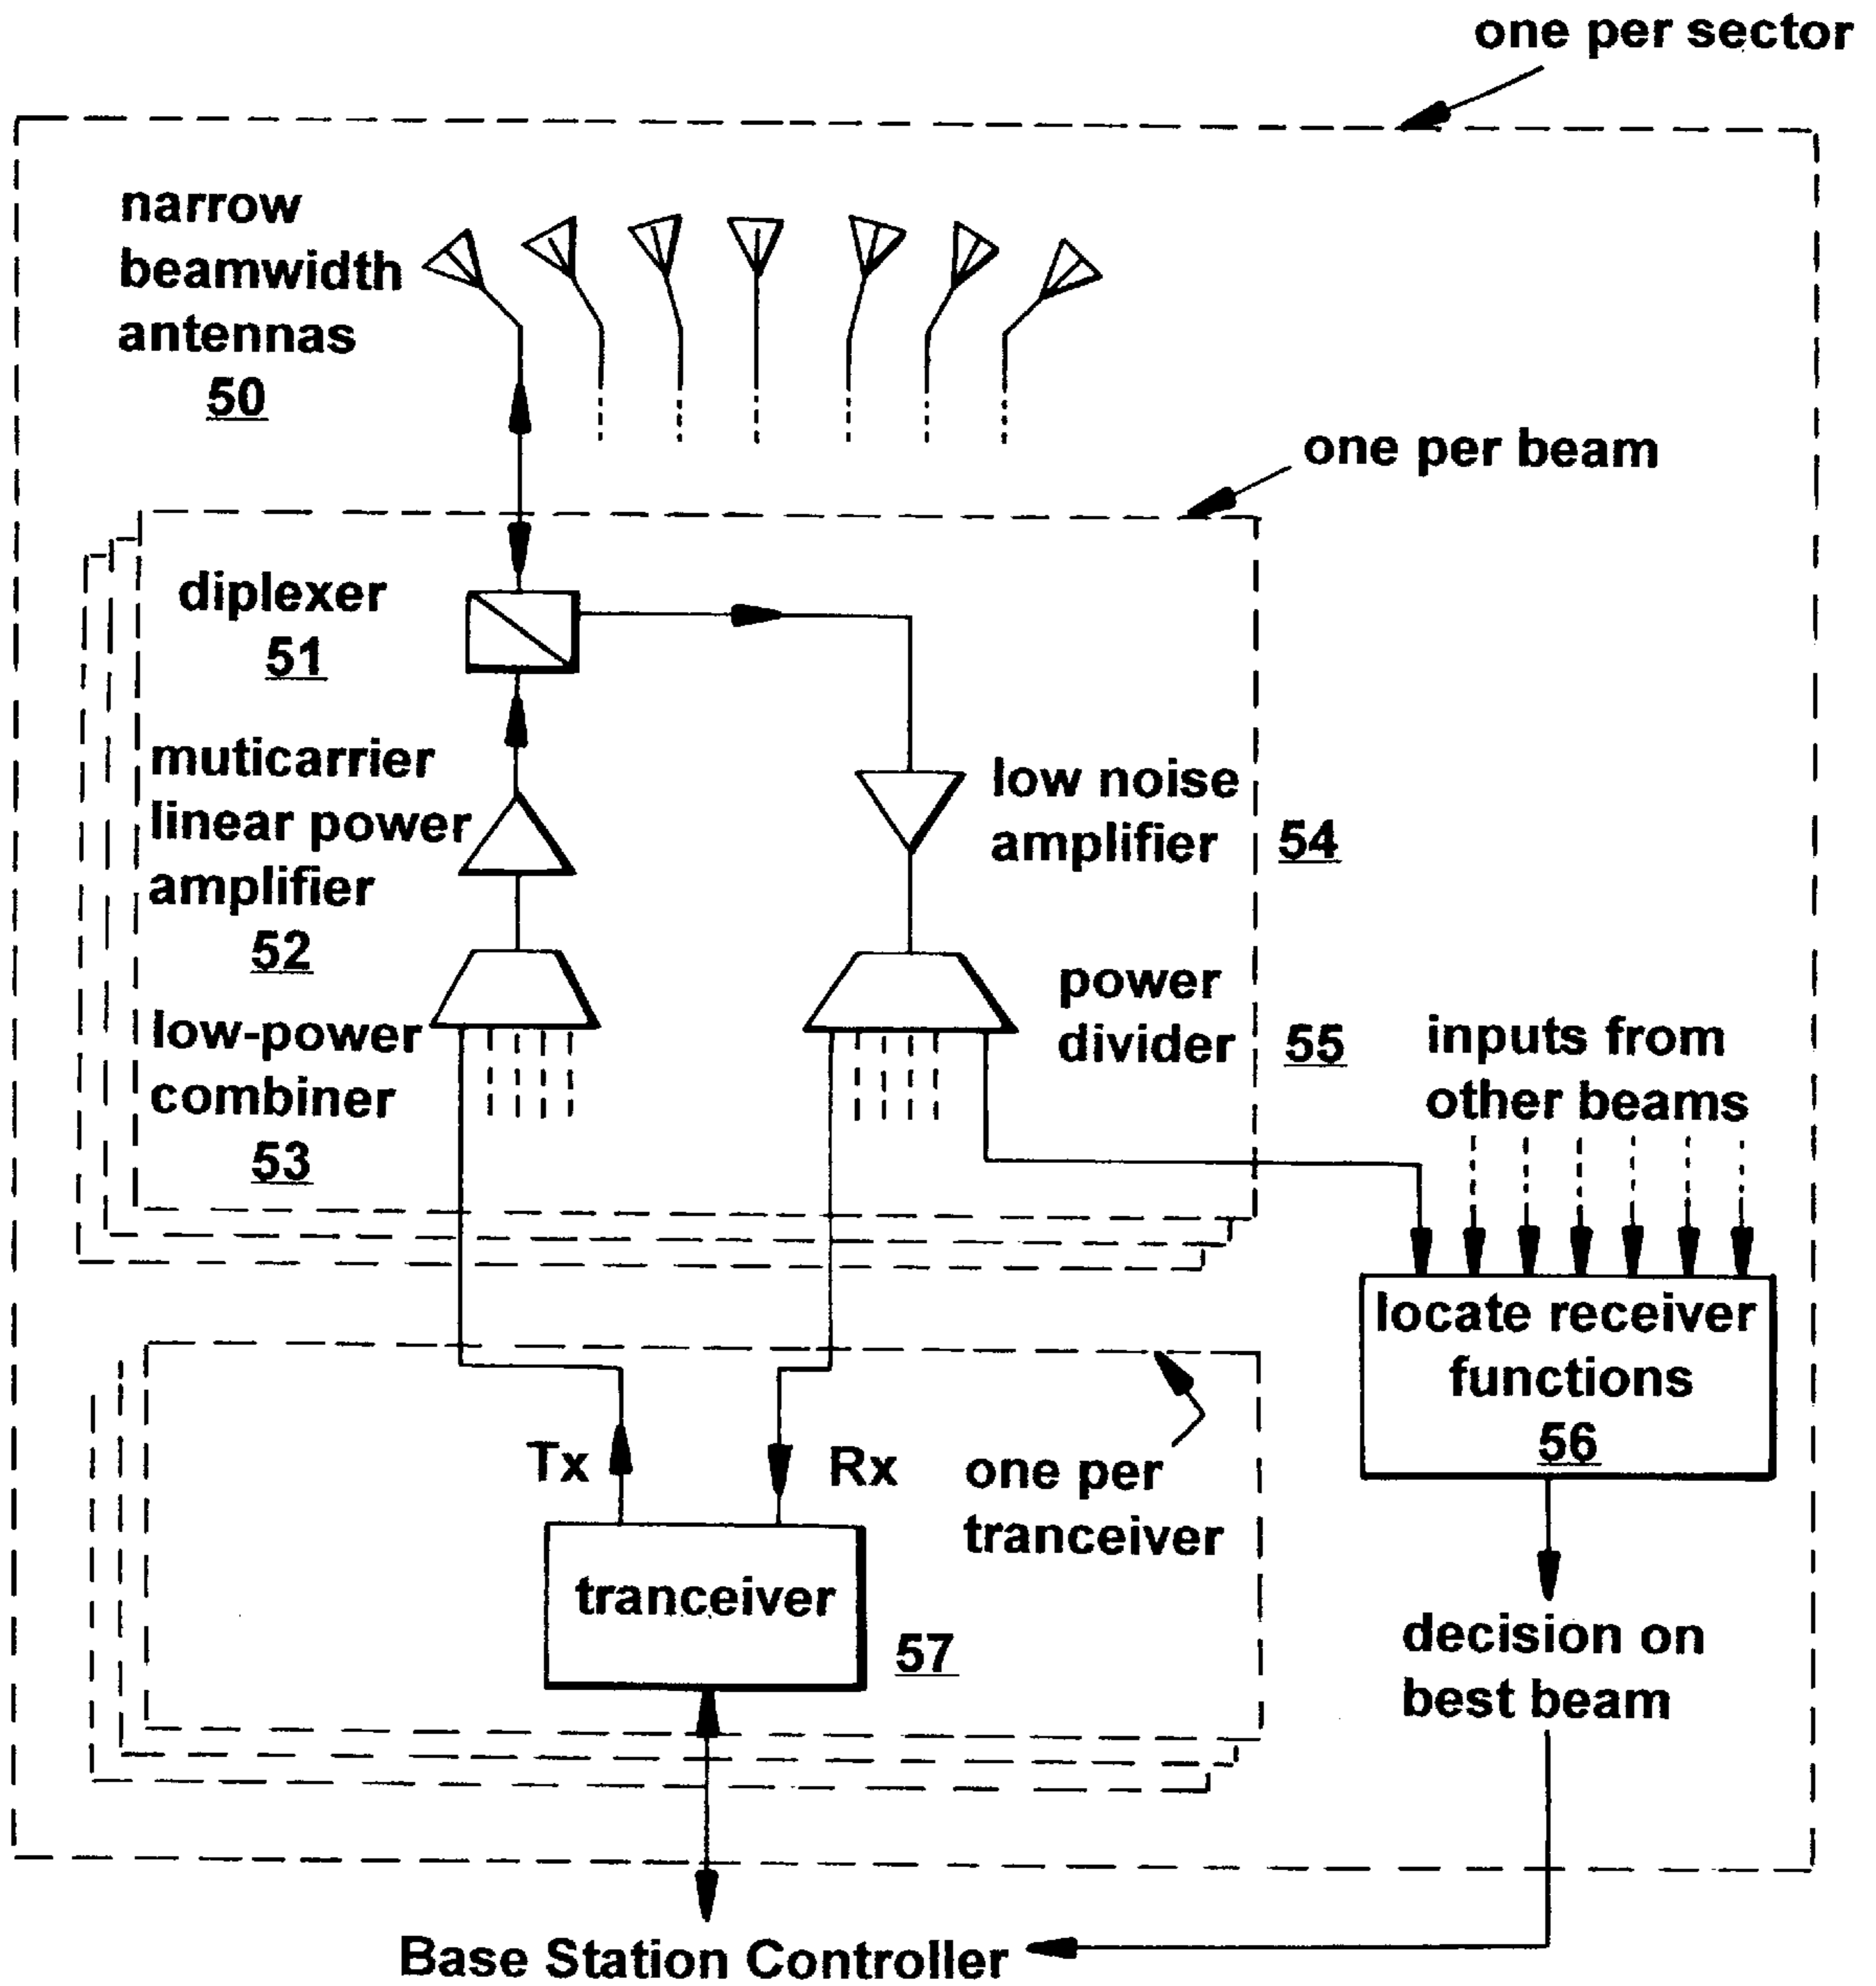 one per sector
narrow
beamwidth
antennas
50
one per beam
diplexer
51
muticarrier
linear power
amplifier
52
low noise
amplifier
54
low-power
combiner
53
power
divider
55
inputs from
other beams
locate receiver
functions
56
Tx
Rx
one per
tranceiver
tranceiver
57
decision on
best beam
Base Station Controller